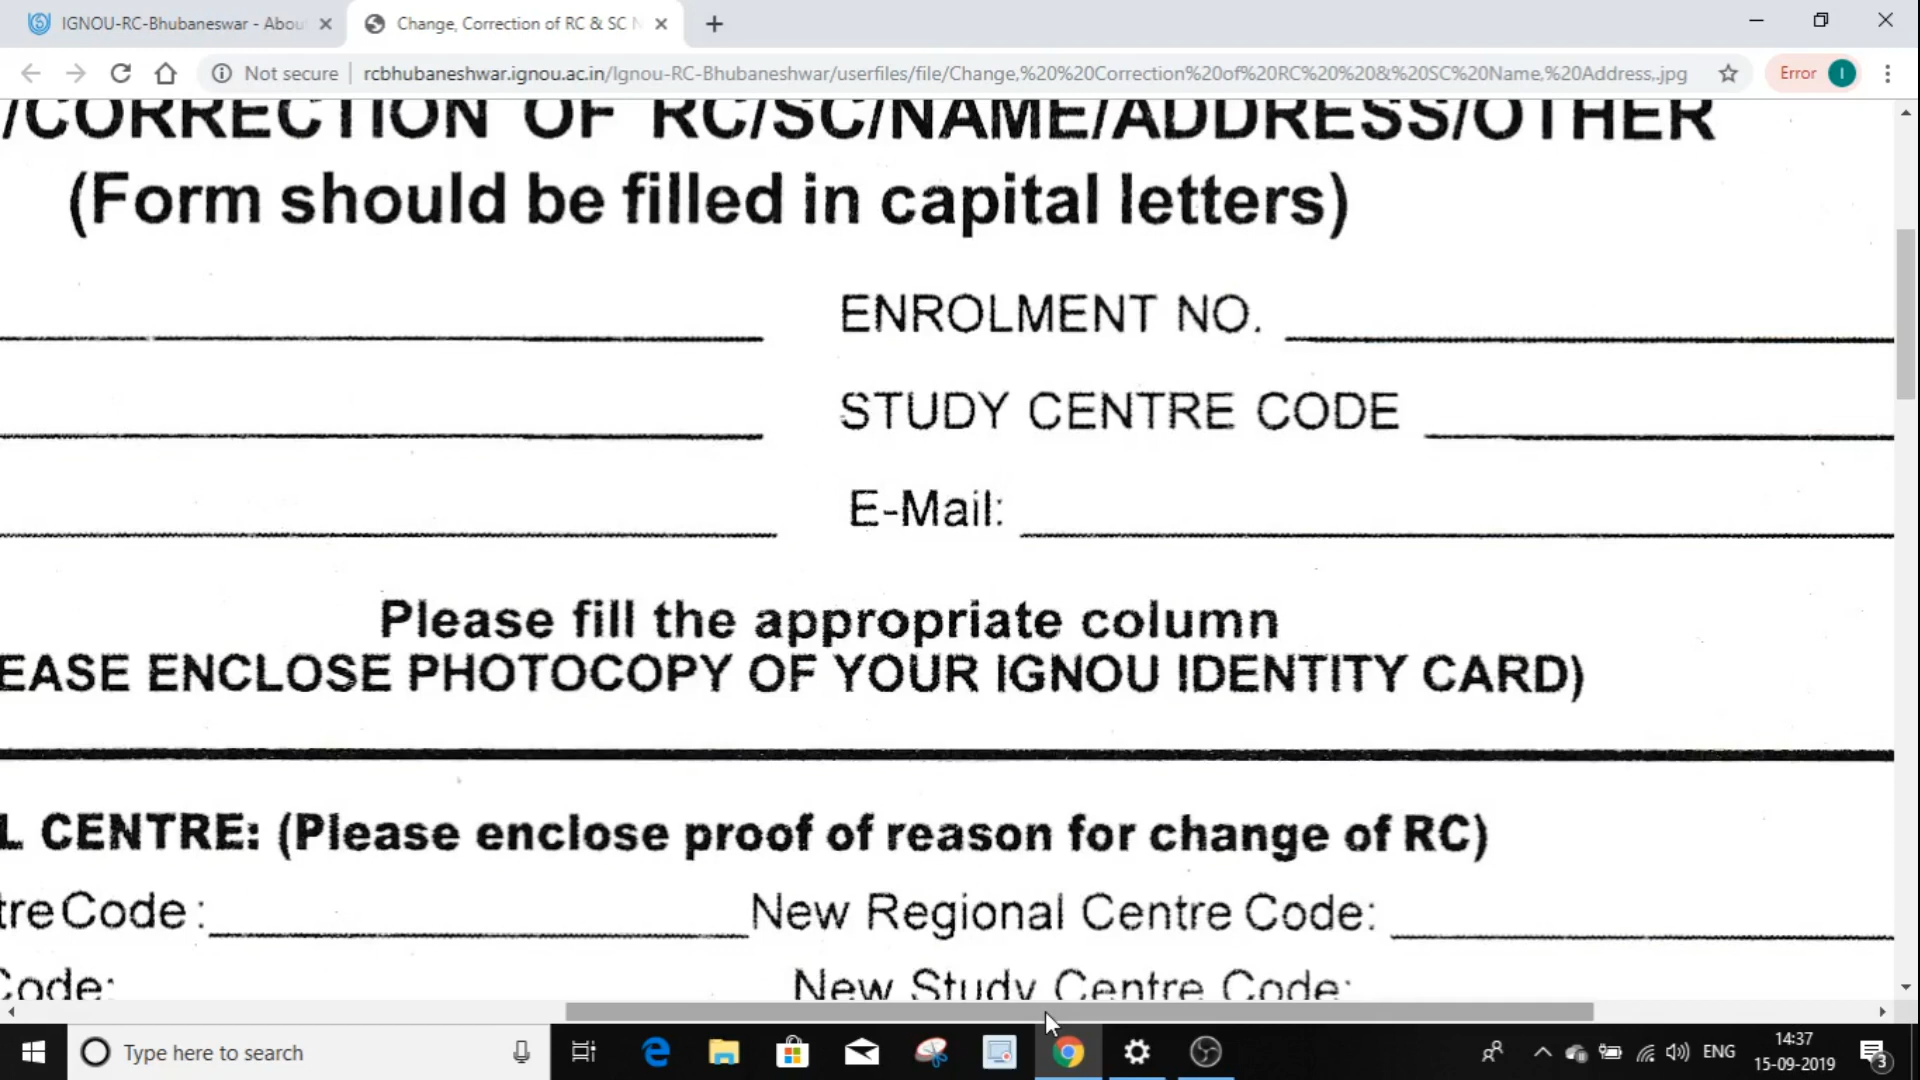 IGNOU-RC-Bhubaneswar - Abou
Change, Correction of RC & SC N
Not secure
rcbhubaneshwar.ignou.ac.in/Ignou-RC-Bhubaneshwar/userfiles/file/Change,%20%20Correction%20of%20RC%20%20&%20SC%20Name,%20Address,.jpg
Error
I
/CORRECTION OF RC/SC/NAME/ADDRESS/OTHER
(Form should be filled in capital letters)
ENROLMENT NO.
STUDY CENTRE CODE
E-Mail:
Please fill the appropriate column
EASE ENCLOSE PHOTOCOPY OF YOUR IGNOU IDENTITY CARD)
L CENTRE: (Please enclose proof of reason for change of RC)
tre Code : New Regional Centre Code:
Code: New Study Centre Code:
Type here to search
ENG
14:37
15-09-2019
3